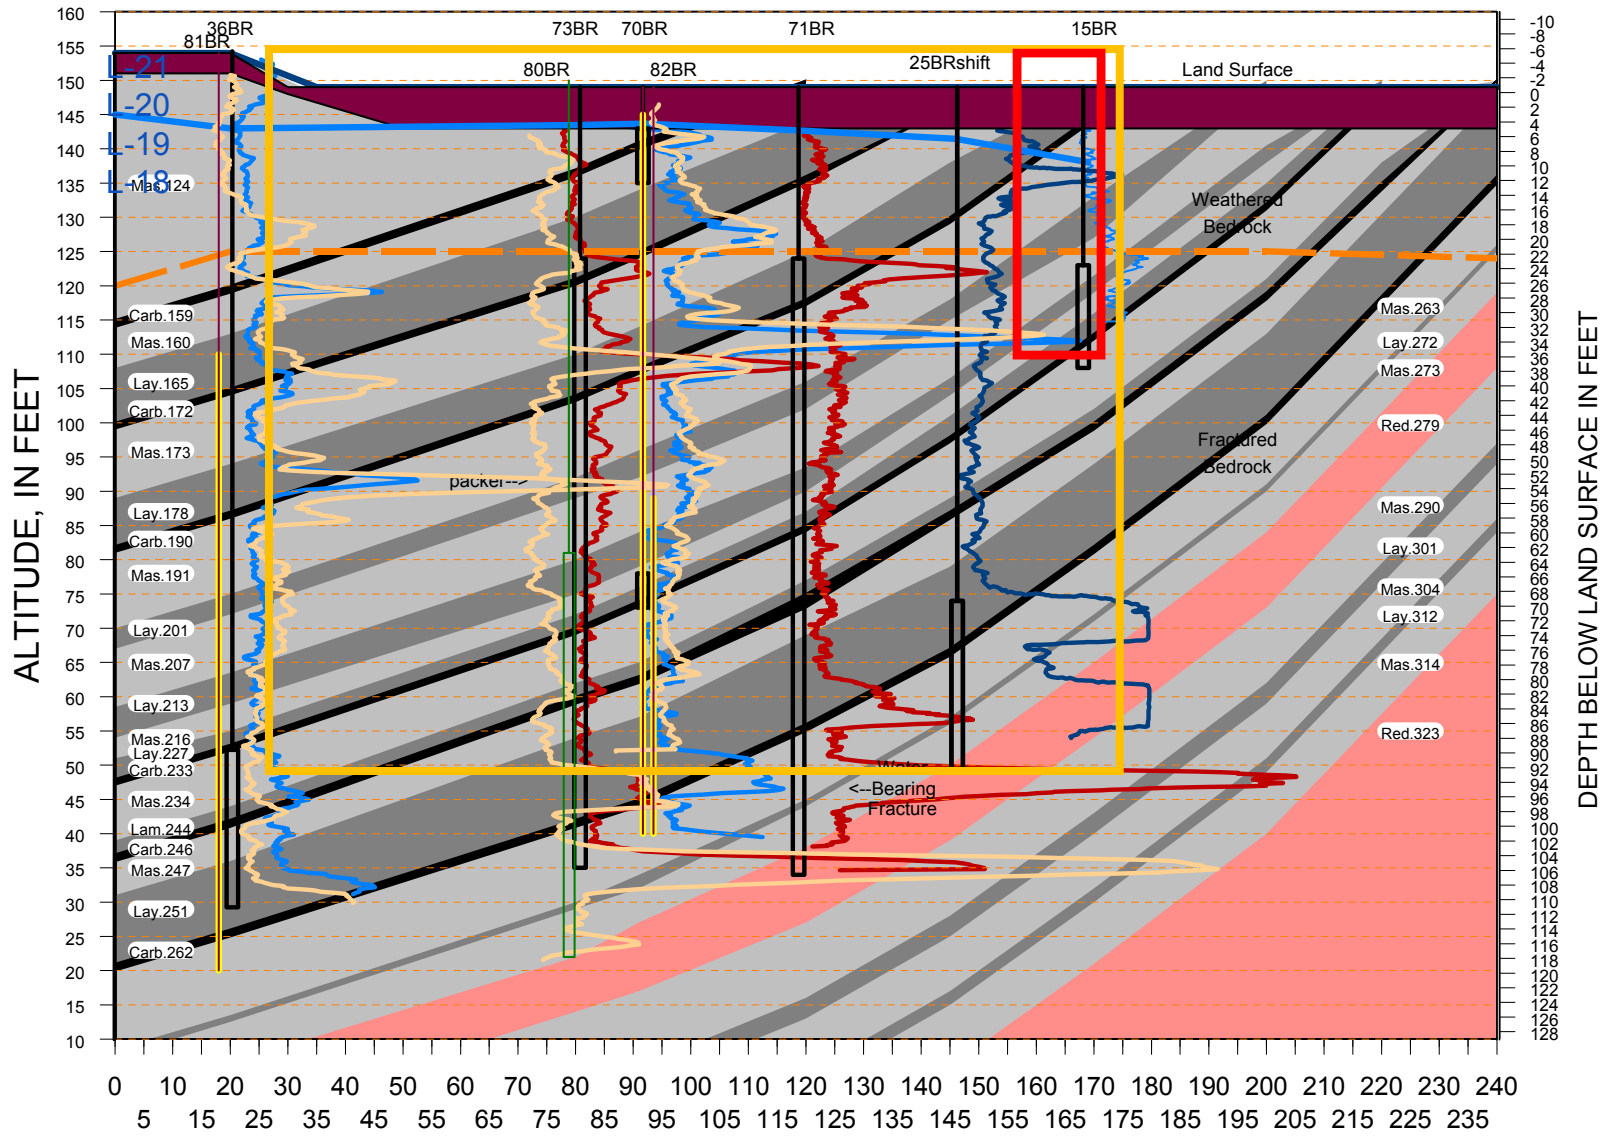 36BR 73BR 70BR 71BR 15BR
81BR 80BR 82BR 25BRshift Land Surface
L-21
L-20
L-19
L-18
Mas.124
Carb.159
Mas.160
Lay.165
Carb.172
Mas.173
Lay.178
Carb.190
Mas.191
Lay.201
Mas.207
Lay.213
Mas.216
Lay.227
Carb.233
Mas.234
Lam.244
Carb.246
Mas.247
Lay.251
Carb.262
packer-->
Weathered
Bedrock
Fractured
Bedrock
Water
<--Bearing
Fracture
Mas.263
Lay.272
Mas.273
Red.279
Mas.290
Lay.301
Mas.304
Lay.312
Mas.314
Red.323
ALTITUDE, IN FEET
160
155
150
145
140
135
130
125
120
115
110
105
100
95
90
85
80
75
70
65
60
55
50
45
40
35
30
25
20
15
10
DEPTH BELOW LAND SURFACE IN FEET
-10
-8
-6
-4
-2
0
2
4
6
8
10
12
14
16
18
20
22
24
26
28
30
32
34
36
38
40
42
44
46
48
50
52
54
56
58
60
62
64
66
68
70
72
74
76
78
80
82
84
86
88
90
92
94
96
98
100
102
104
106
108
110
112
114
116
118
120
122
124
126
128
0 10 20 30 40 50 60 70 80 90 100 110 120 130 140 150 160 170 180 190 200 210 220 230 240
5 15 25 35 45 55 65 75 85 95 105 115 125 135 145 155 165 175 185 195 205 215 225 235